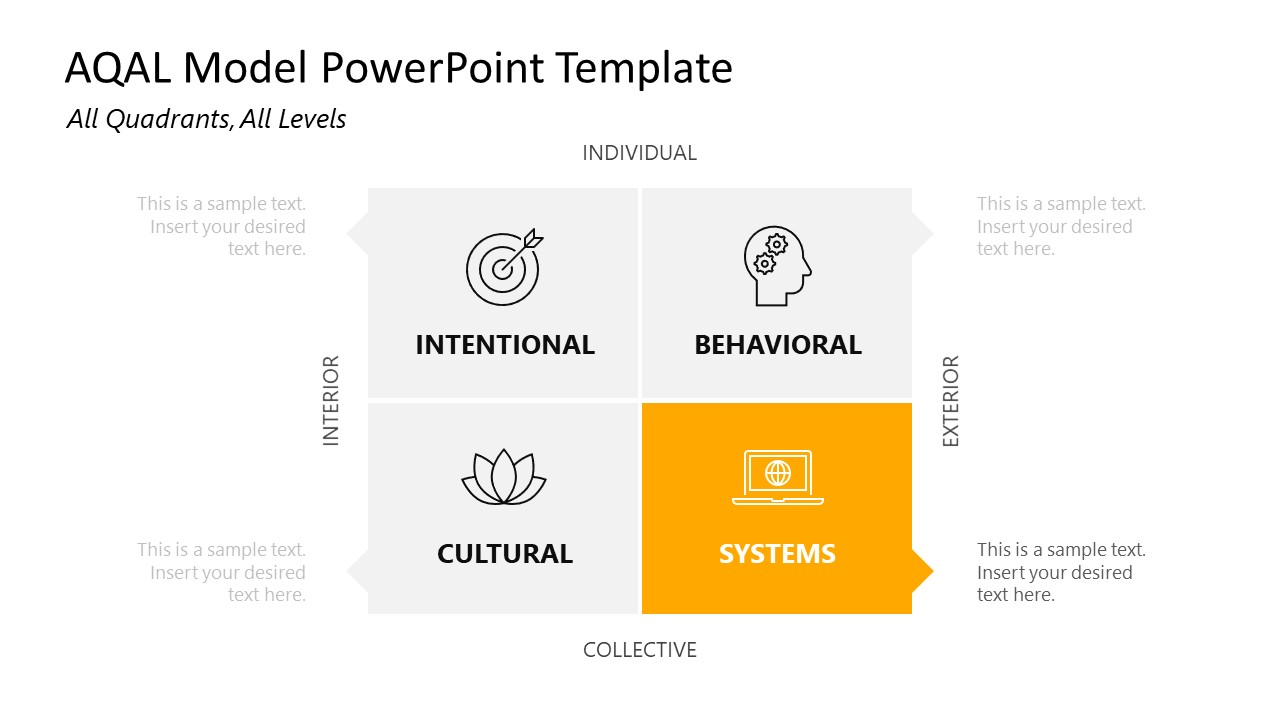 AQAL Model PowerPoint Template
All Quadrants, All Levels
INDIVIDUAL
This is a sample text.
Insert your desired
text here.
INTENTIONAL
BEHAVIORAL
This is a sample text.
Insert your desired
text here.
INTERIOR
EXTERIOR
This is a sample text.
Insert your desired
text here.
CULTURAL
SYSTEMS
This is a sample text.
Insert your desired
text here.
COLLECTIVE